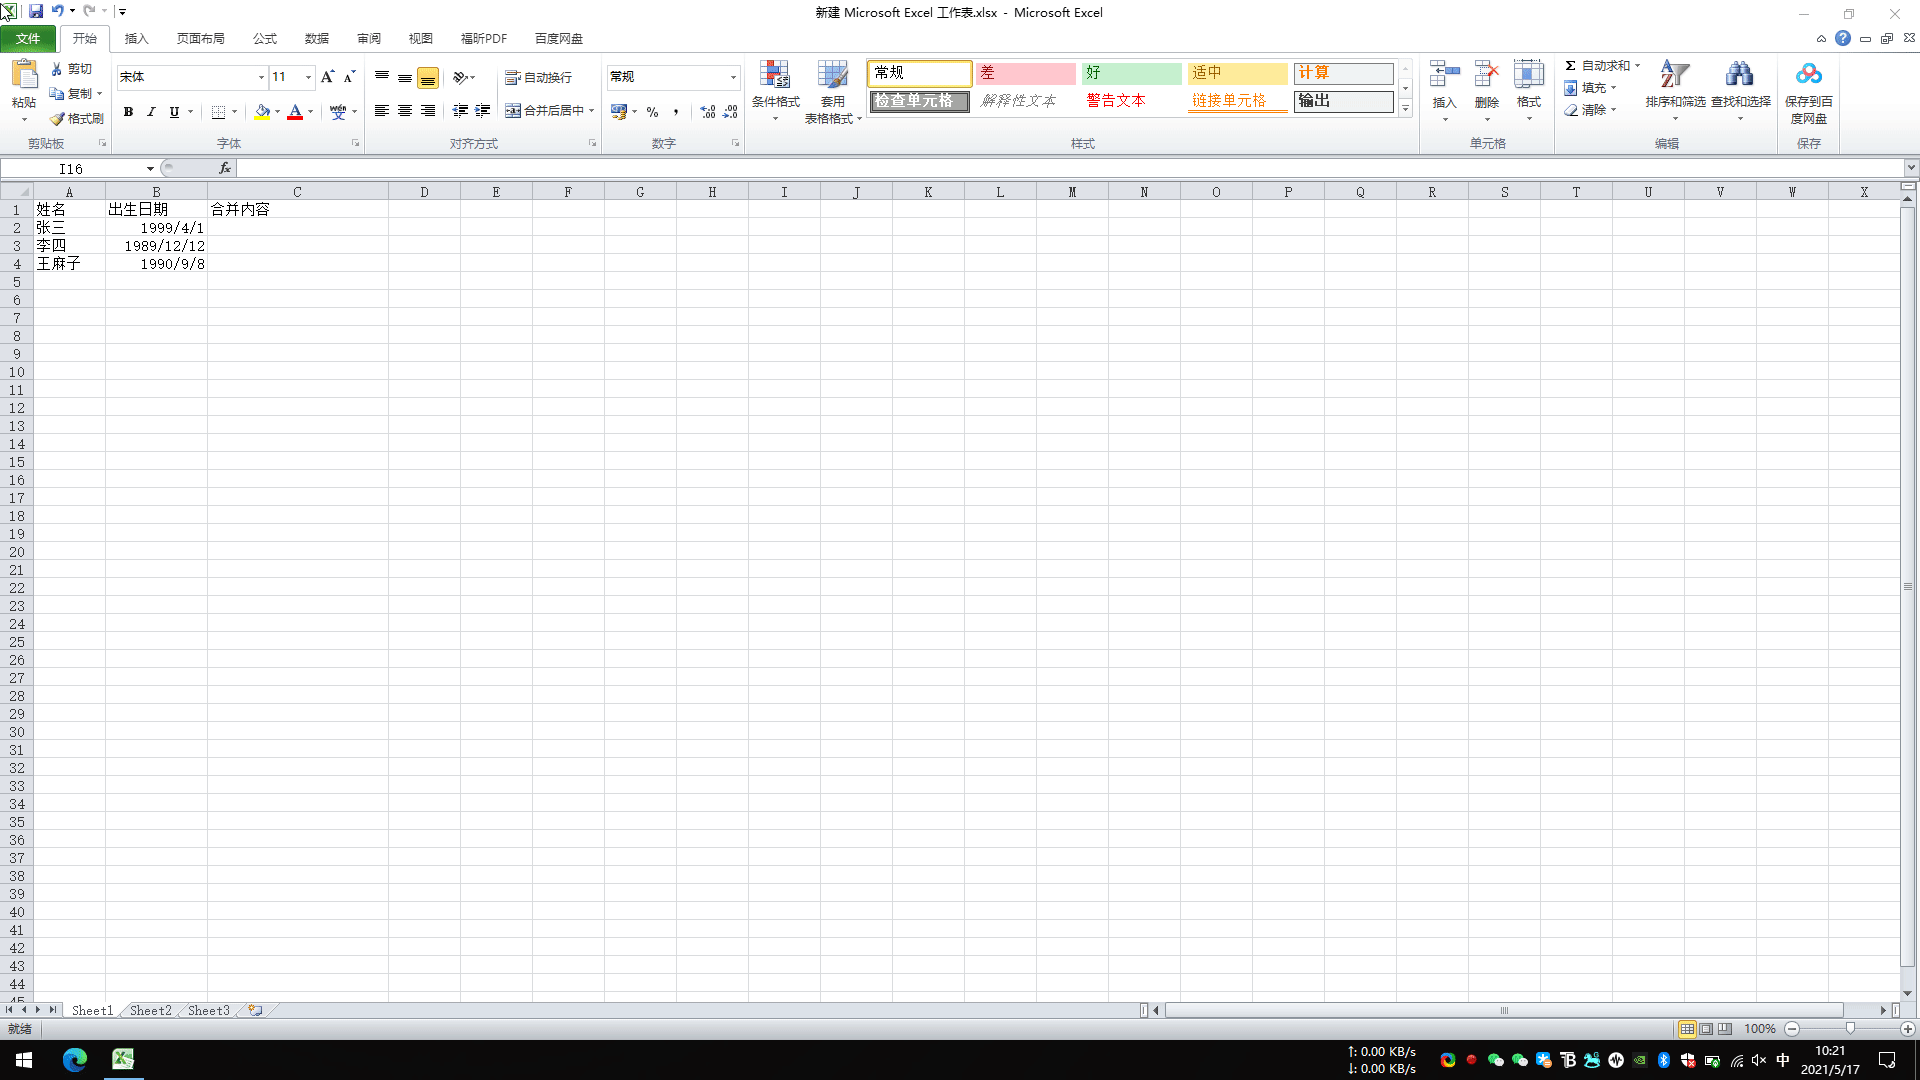 新建 Microsoft Excel 工作表.xlsx - Microsoft Excel
文件 开始 插入 页面布局 公式 数据 审阅 视图 福昕PDF 百度网盘
粘贴 剪切 复制 格式刷 剪贴板
宋体 11 B I U wén 字体
自动换行 合并后居中 对齐方式
常规 % , .00 数字
条件格式 套用表格格式
常规 差 好 适中 计算
检查单元格 解释性文本 警告文本 链接单元格 输出
样式
插入 删除 格式 单元格
Σ 自动求和 填充 清除 排序和筛选 查找和选择 编辑
保存到百度网盘 保存
I16 fx
A B C D E F G H I J K L M N O P Q R S T U V W X
1 姓名 出生日期 合并内容
2 张三 1999/4/1
3 李四 1989/12/12
4 王麻子 1990/9/8
5
6
7
8
9
10
11
12
13
14
15
16
17
18
19
20
21
22
23
24
25
26
27
28
29
30
31
32
33
34
35
36
37
38
39
40
41
42
43
44
45
Sheet1 Sheet2 Sheet3
就绪 100%
↑: 0.00 KB/s
↓: 0.00 KB/s
中
10:21
2021/5/17